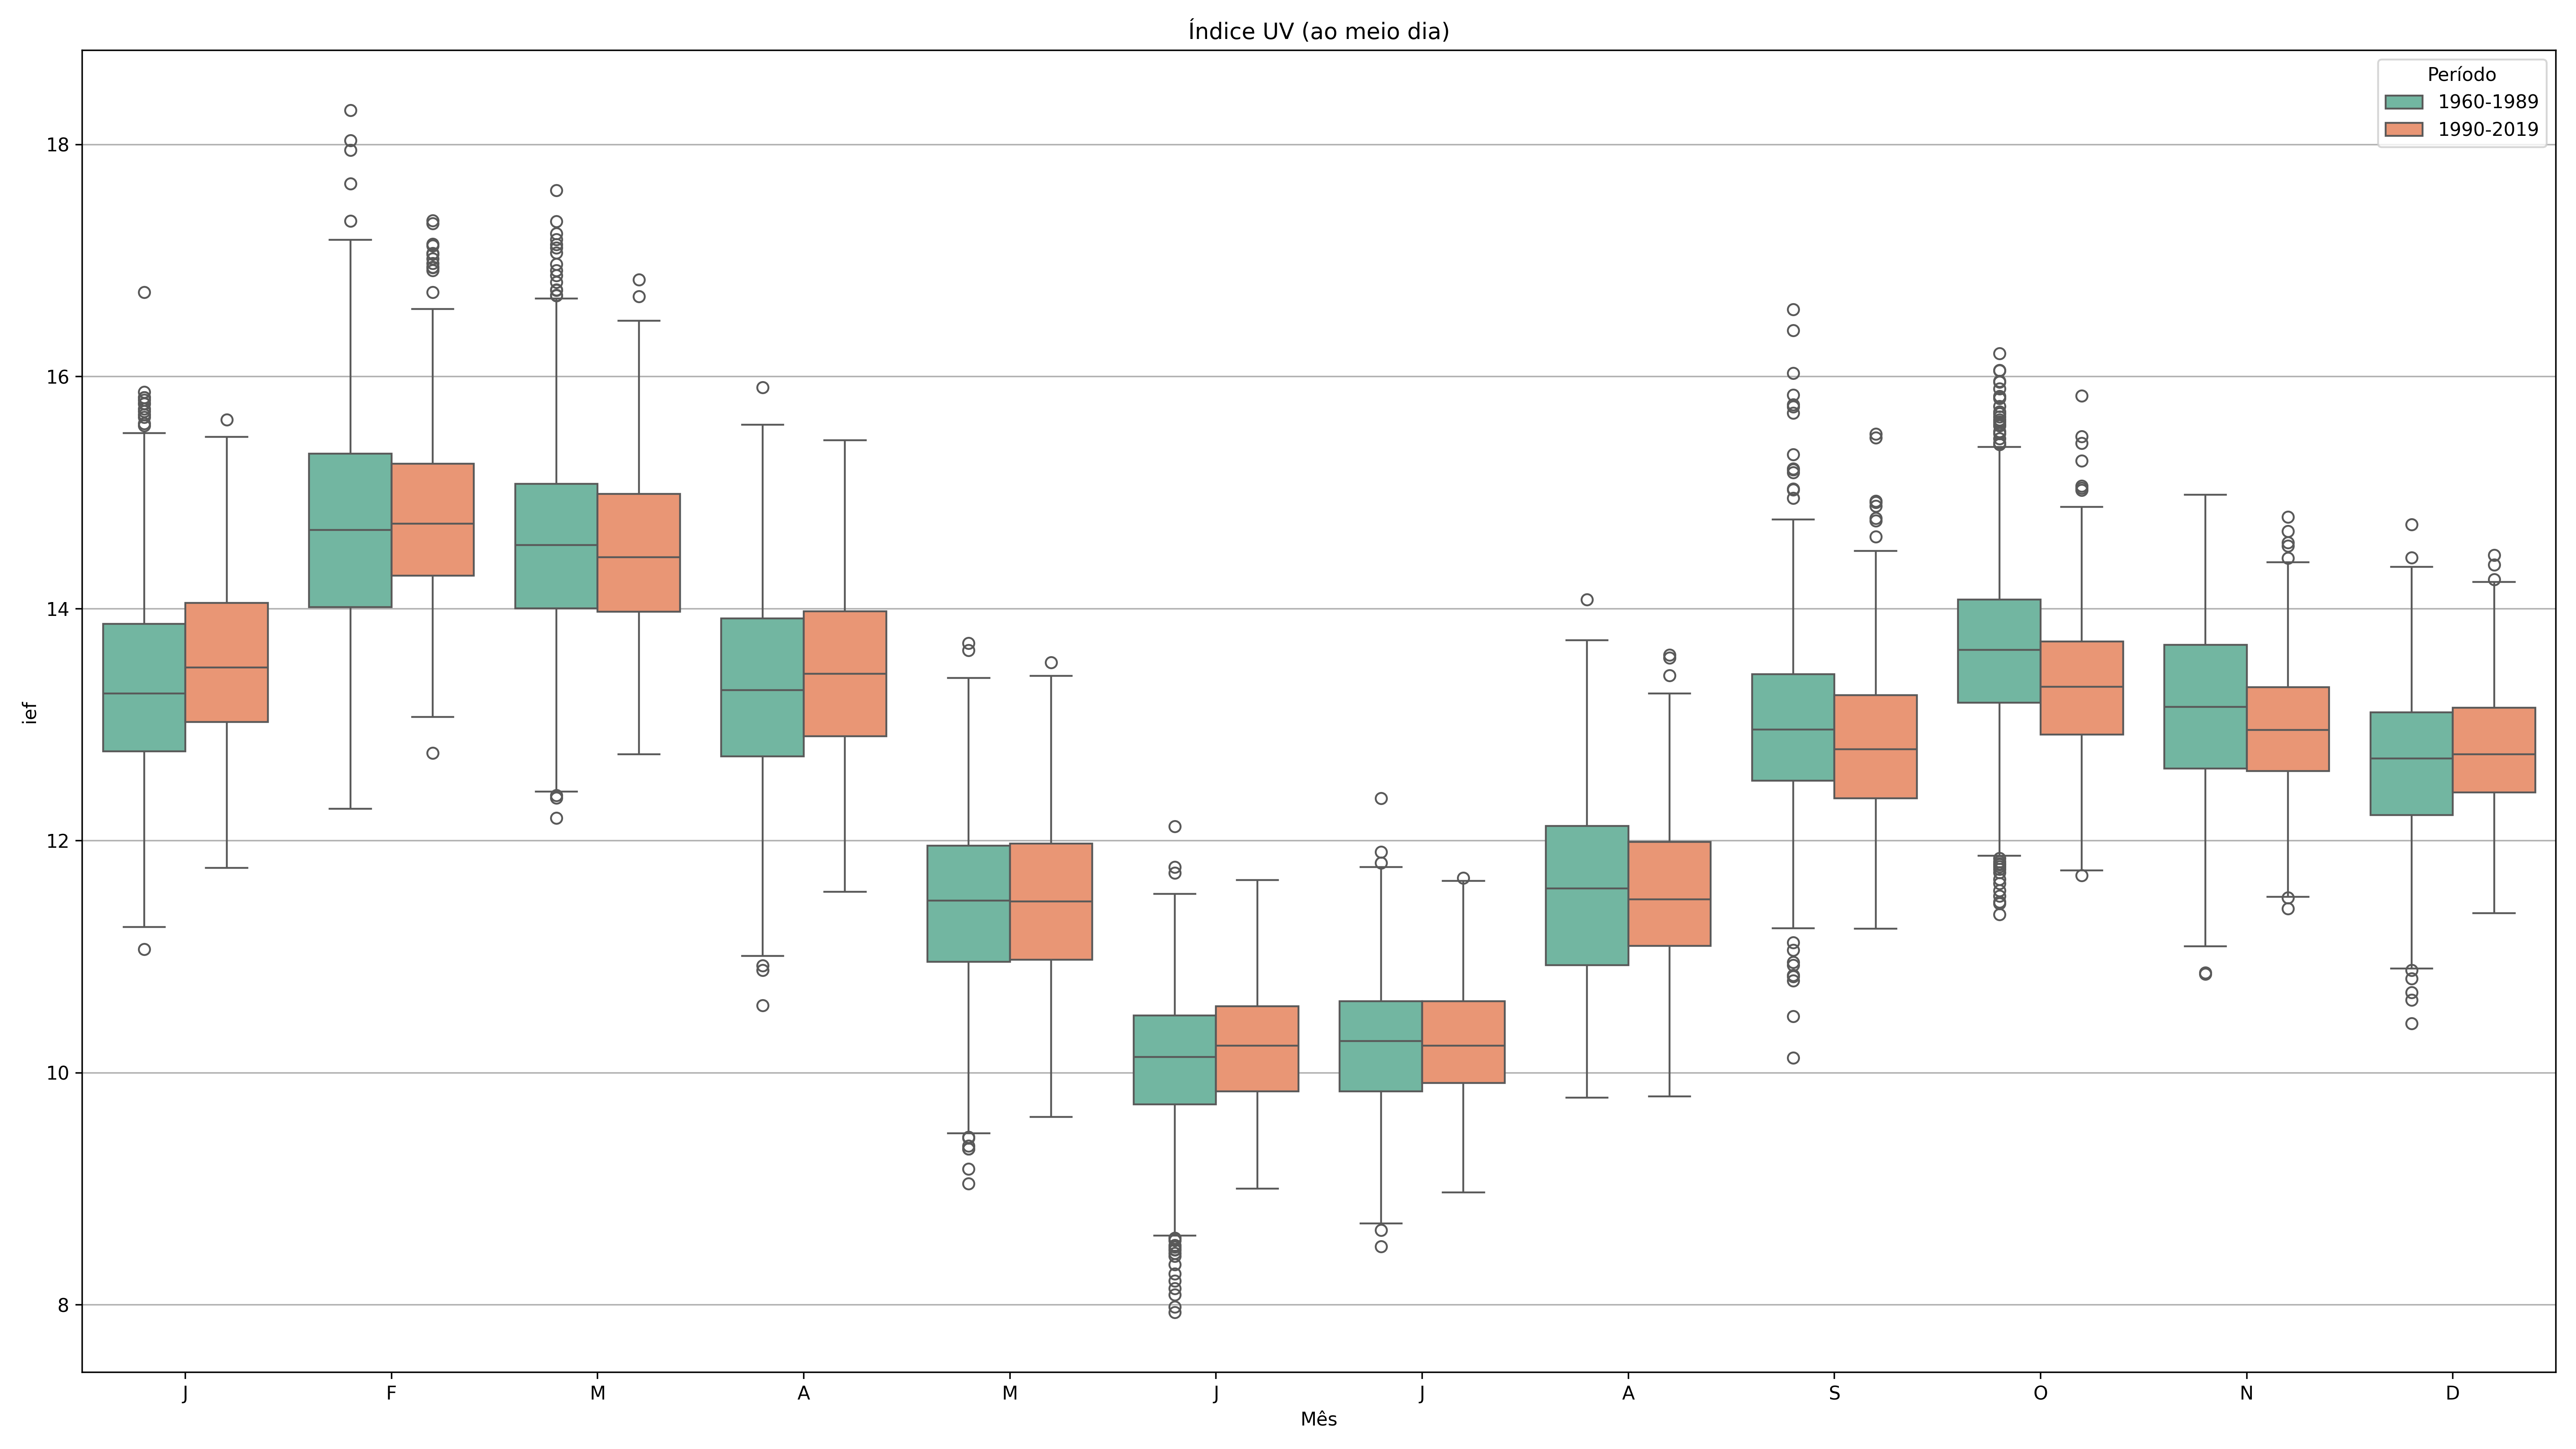 Índice UV (ao meio dia)
Período
1960-1989
1990-2019
18
16
14
12
10
8
ief
J F M A M J J A S O N D
Mês